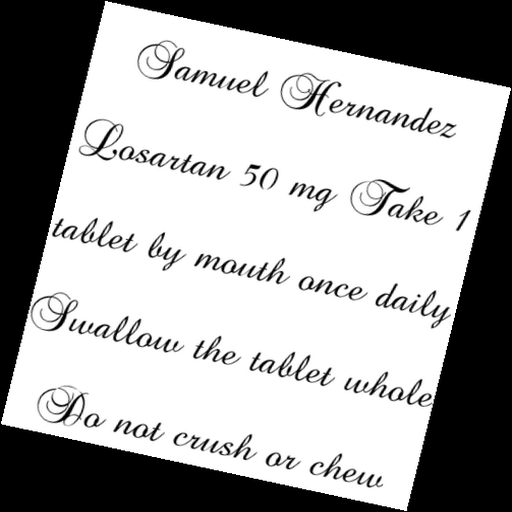 Samuel Hernandez
Losartan 50 mg Take 1
tablet by mouth once daily
Swallow the tablet whole
Do not crush or chew